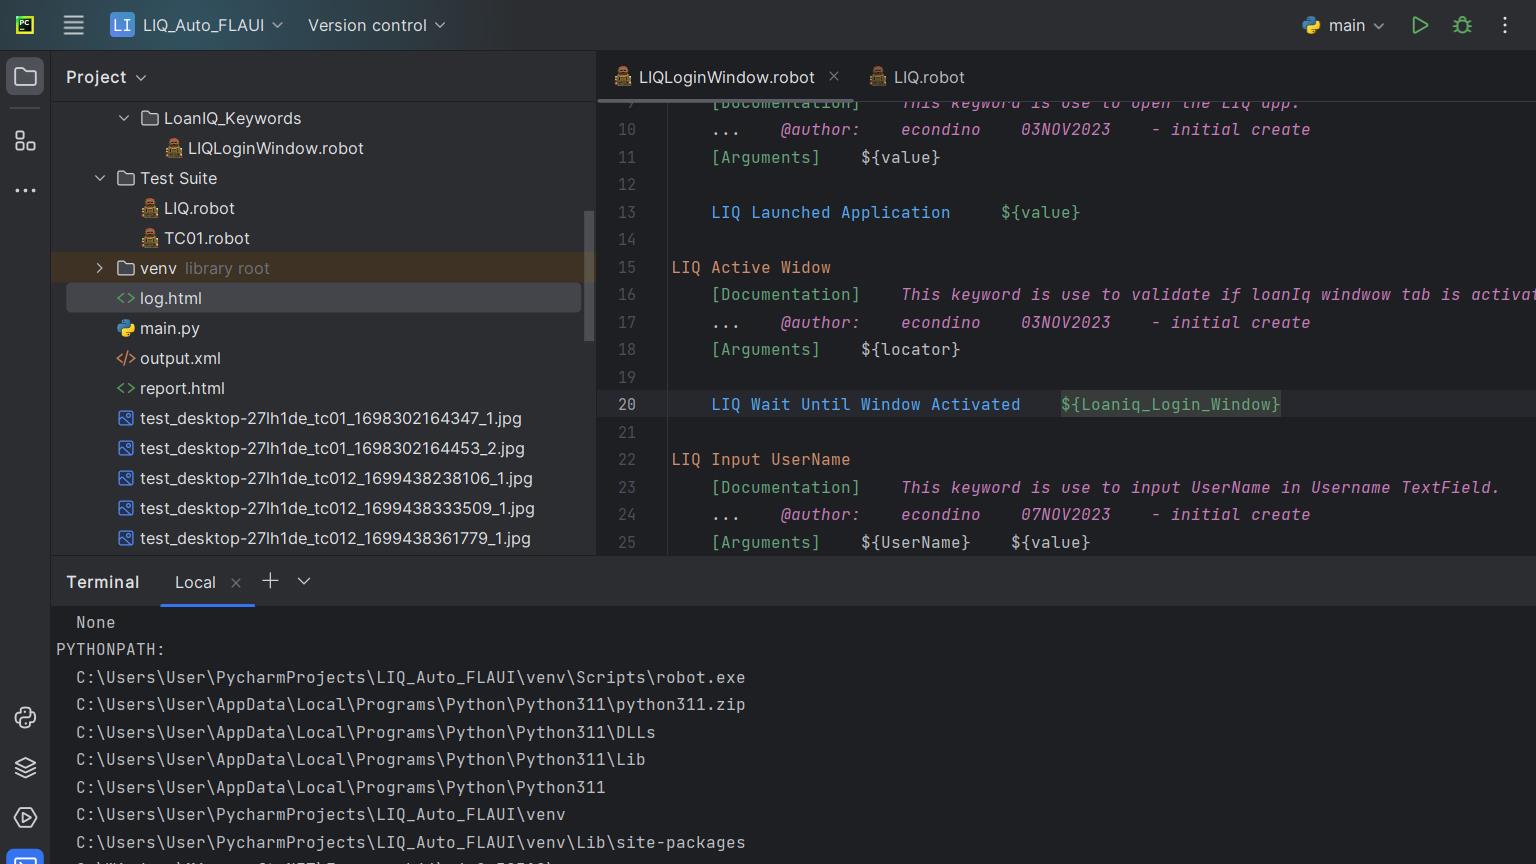 LI LIQ_Auto_FLAUI Version control main
Project
LoanIQ_Keywords
LIQLoginWindow.robot
Test Suite
LIQ.robot
TC01.robot
venv library root
log.html
main.py
output.xml
report.html
test_desktop-27lh1de_tc01_1698302164347_1.jpg
test_desktop-27lh1de_tc01_1698302164453_2.jpg
test_desktop-27lh1de_tc012_1699438238106_1.jpg
test_desktop-27lh1de_tc012_1699438333509_1.jpg
test_desktop-27lh1de_tc012_1699438361779_1.jpg
LIQLoginWindow.robot LIQ.robot
9 [Documentation] This keyword is use to open the LIQ app.
10 ... @author: econdino 03NOV2023 - initial create
11 [Arguments] ${value}
12
13 LIQ Launched Application ${value}
14
15 LIQ Active Widow
16 [Documentation] This keyword is use to validate if loanIq windwow tab is activat
17 ... @author: econdino 03NOV2023 - initial create
18 [Arguments] ${locator}
19
20 LIQ Wait Until Window Activated ${Loaniq_Login_Window}
21
22 LIQ Input UserName
23 [Documentation] This keyword is use to input UserName in Username TextField.
24 ... @author: econdino 07NOV2023 - initial create
25 [Arguments] ${UserName} ${value}
Terminal Local
None
PYTHONPATH:
C:\Users\User\PycharmProjects\LIQ_Auto_FLAUI\venv\Scripts\robot.exe
C:\Users\User\AppData\Local\Programs\Python\Python311\python311.zip
C:\Users\User\AppData\Local\Programs\Python\Python311\DLLs
C:\Users\User\AppData\Local\Programs\Python\Python311\Lib
C:\Users\User\AppData\Local\Programs\Python\Python311
C:\Users\User\PycharmProjects\LIQ_Auto_FLAUI\venv
C:\Users\User\PycharmProjects\LIQ_Auto_FLAUI\venv\Lib\site-packages